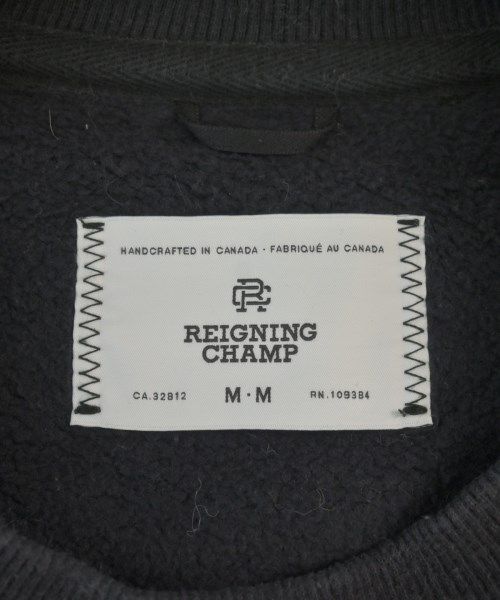 HANDCRAFTED IN CANADA · FABRIQUÉ AU CANADA
RC
REIGNING
CHAMP
CA.32812 M·M RN.109384